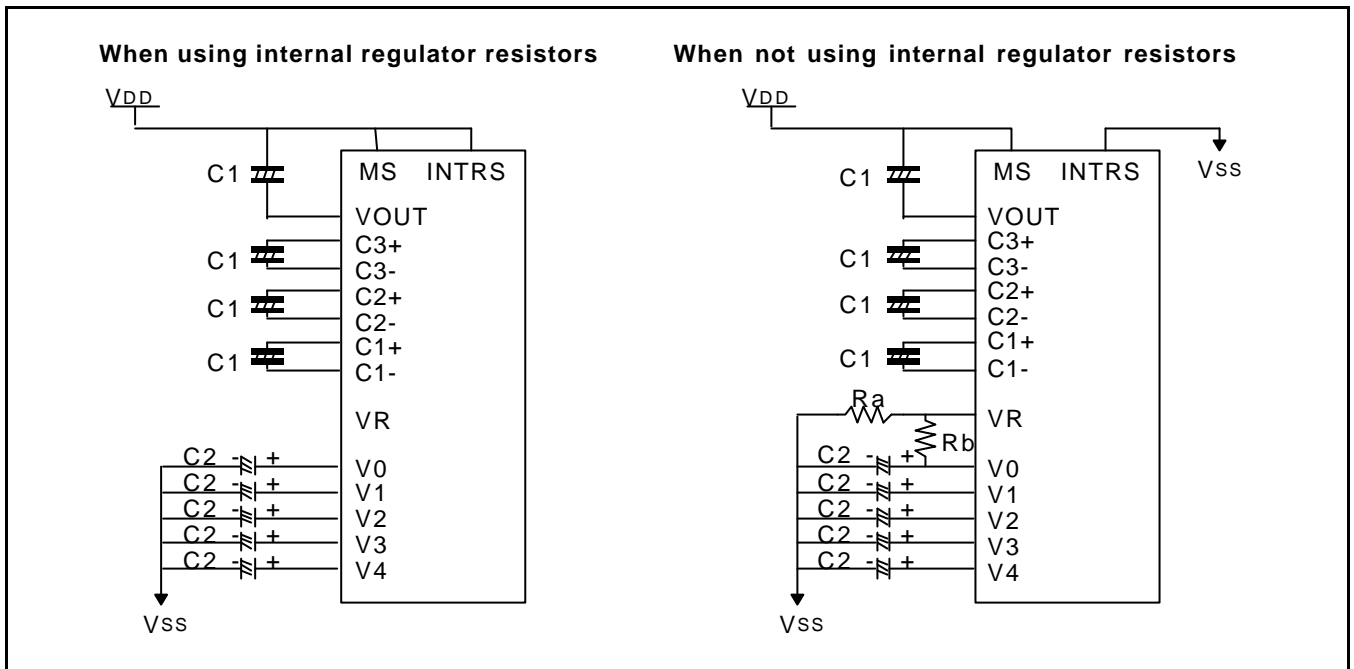 When using internal regulator resistors
VDD
C1
MS INTRS
VOUT
C3+
C1
C3-
C2+
C1
C2-
C1+
C1
C1-
VR
C2 - +
V0
C2 - +
V1
C2 - +
V2
C2 - +
V3
C2 - +
V4
VSS
When not using internal regulator resistors
VDD
C1
MS INTRS
VSS
VOUT
C3+
C1
C3-
C2+
C1
C2-
C1+
C1
C1-
Ra
VR
Rb
C2 - +
V0
C2 - +
V1
C2 - +
V2
C2 - +
V3
C2 - +
V4
VSS